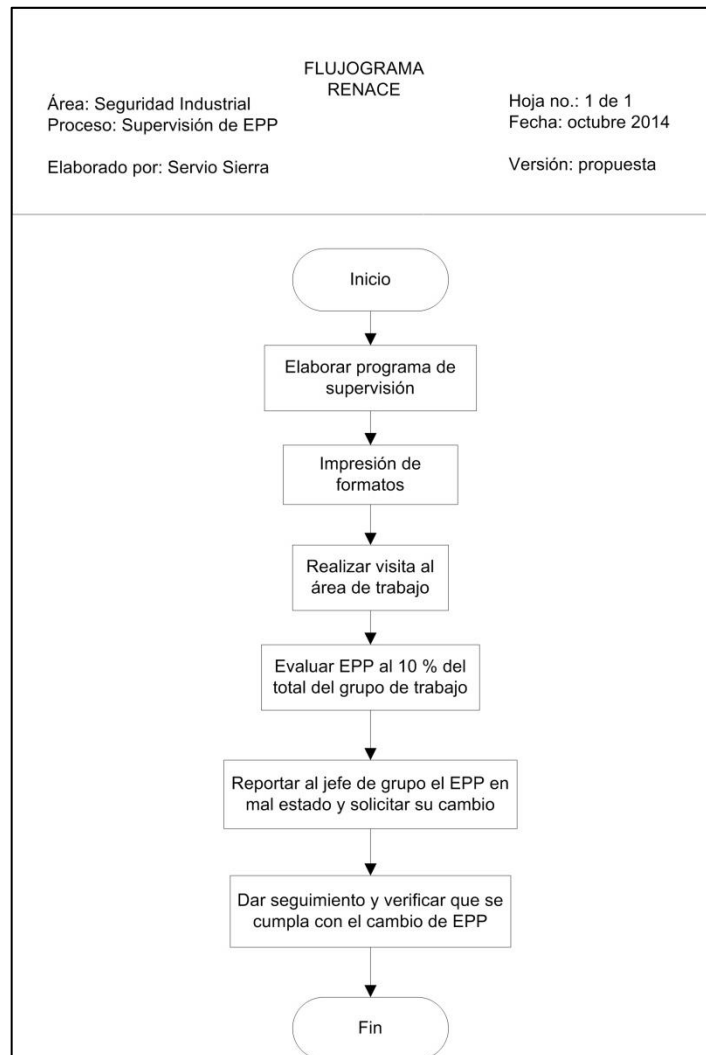 FLUJOGRAMA
RENACE
Área: Seguridad Industrial
Proceso: Supervisión de EPP
Elaborado por: Servio Sierra
Hoja no.: 1 de 1
Fecha: octubre 2014
Versión: propuesta
Inicio
Elaborar programa de
supervisión
Impresión de
formatos
Realizar visita al
área de trabajo
Evaluar EPP al 10 % del
total del grupo de trabajo
Reportar al jefe de grupo el EPP en
mal estado y solicitar su cambio
Dar seguimiento y verificar que se
cumpla con el cambio de EPP
Fin